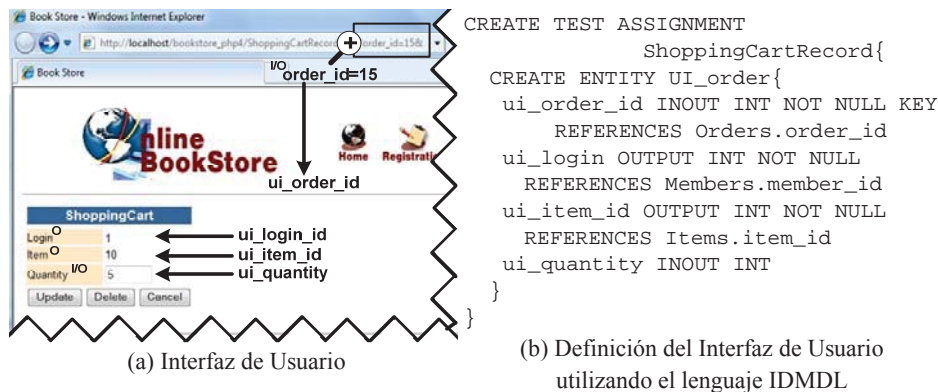 Book Store - Windows Internet Explorer
http://localhost/bookstore_php4/ShoppingCartRecord order_id=15&
Book Store
I/O order_id=15
Online
BookStore
Home
Registrati
ui_order_id
ShoppingCart
Login O 1 ui_login_id
Item O 10 ui_item_id
Quantity I/O 5 ui_quantity
Update Delete Cancel
(a) Interfaz de Usuario
CREATE TEST ASSIGNMENT
ShoppingCartRecord{
CREATE ENTITY UI_order{
ui_order_id INOUT INT NOT NULL KEY
REFERENCES Orders.order_id
ui_login OUTPUT INT NOT NULL
REFERENCES Members.member_id
ui_item_id OUTPUT INT NOT NULL
REFERENCES Items.item_id
ui_quantity INOUT INT
}
}
(b) Definición del Interfaz de Usuario
utilizando el lenguaje IDMDL